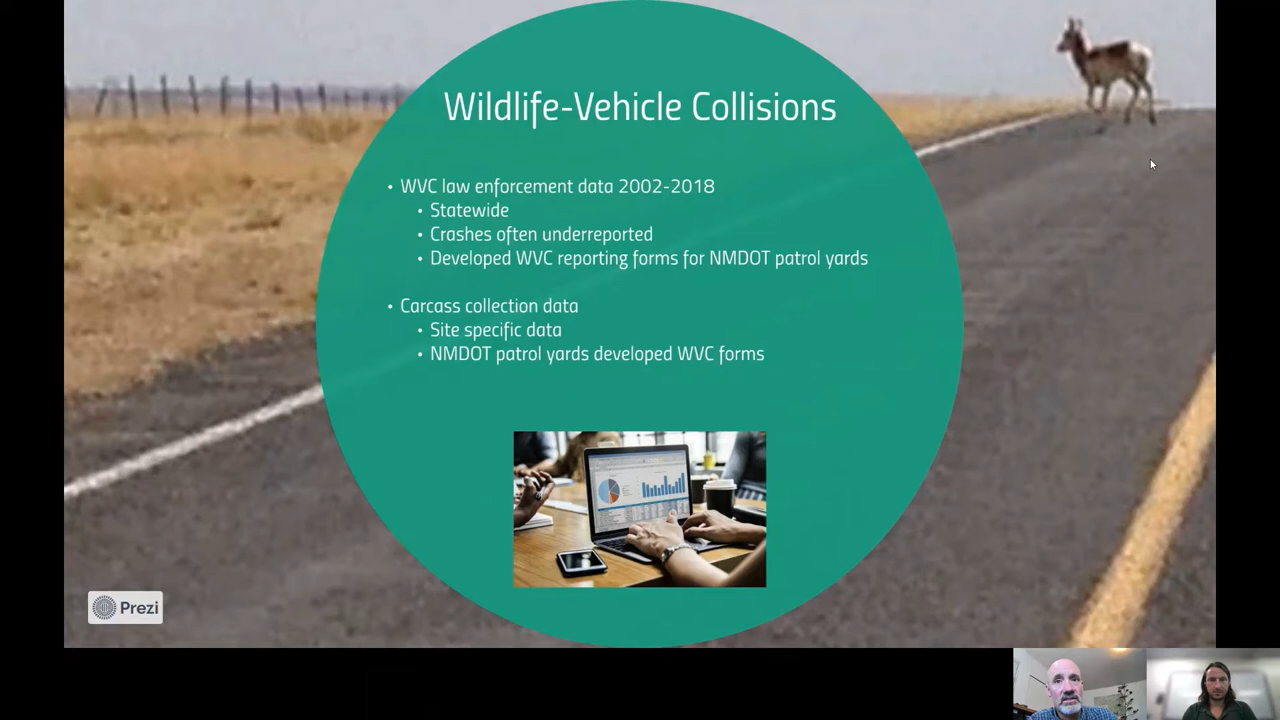 Wildlife-Vehicle Collisions
• WVC law enforcement data 2002-2018
• Statewide
• Crashes often underreported
• Developed WVC reporting forms for NMDOT patrol yards
• Carcass collection data
• Site specific data
• NMDOT patrol yards developed WVC forms
Prezi